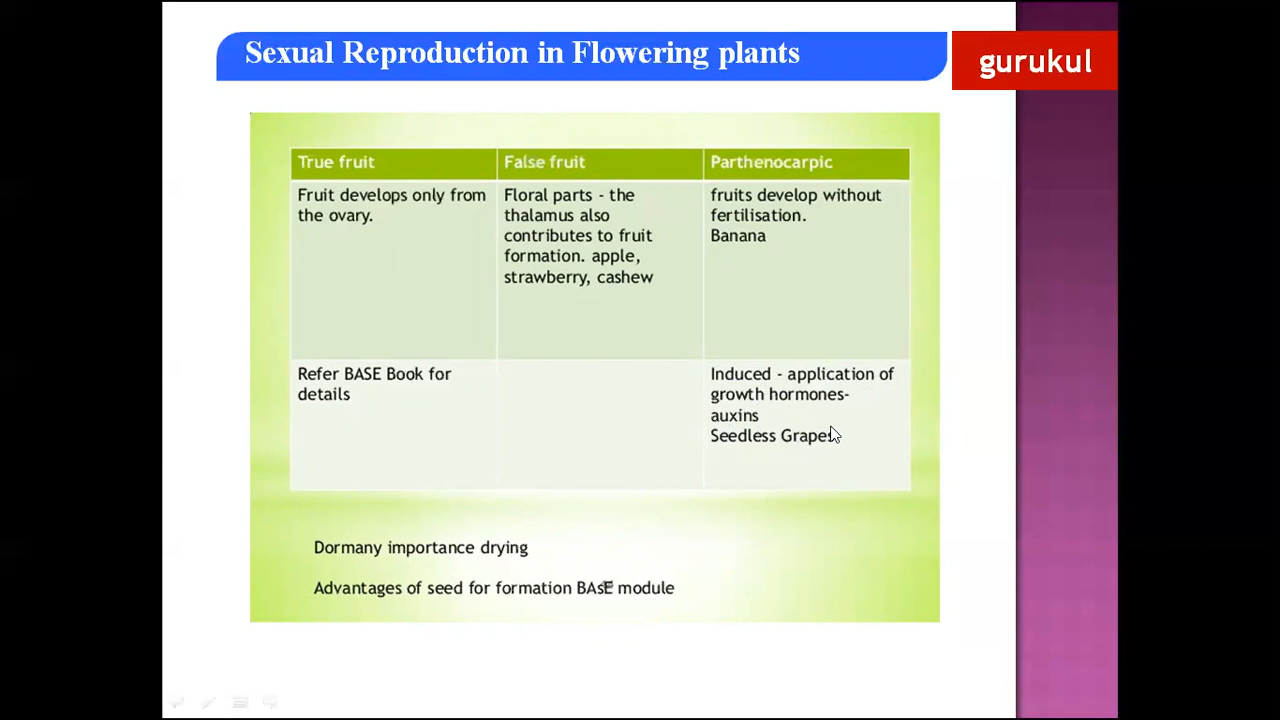 Sexual Reproduction in Flowering plants
gurukul
True fruit
False fruit
Parthenocarpic
Fruit develops only from
the ovary.
Floral parts - the
thalamus also
contributes to fruit
formation. apple,
strawberry, cashew
fruits develop without
fertilisation.
Banana
Refer BASE Book for
details
Induced - application of
growth hormones-
auxins
Seedless Grapes
Dormany importance drying
Advantages of seed for formation BAsE module